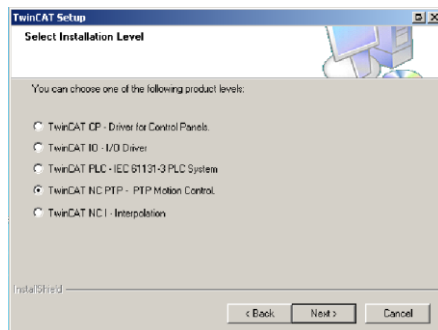 TwinCAT Setup
Select Installation Level
You can choose one of the following product levels:
TwinCAT CP - Driver for Control Panels.
TwinCAT IO - I/O Driver
TwinCAT PLC - IEC 61131-3 PLC System
TwinCAT NC PTP - PTP Motion Control.
TwinCAT NC I - Interpolation
InstallShield
< Back Next > Cancel